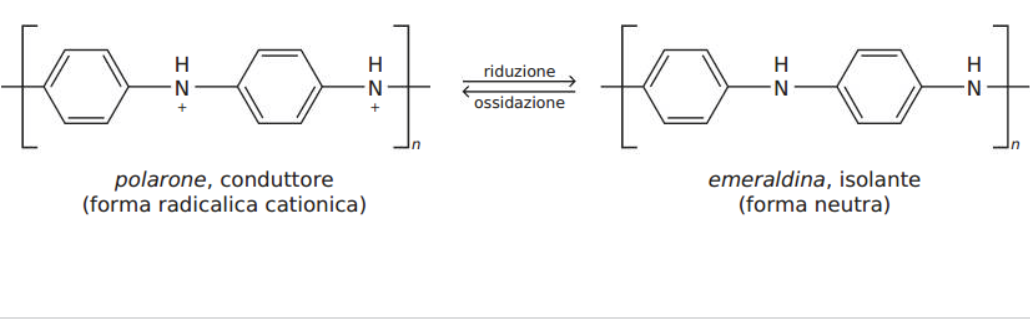 H
N
+
H
N
+
n
riduzione
ossidazione
H
N
H
N
n
polarone, conduttore
(forma radicalica cationica)
emeraldina, isolante
(forma neutra)